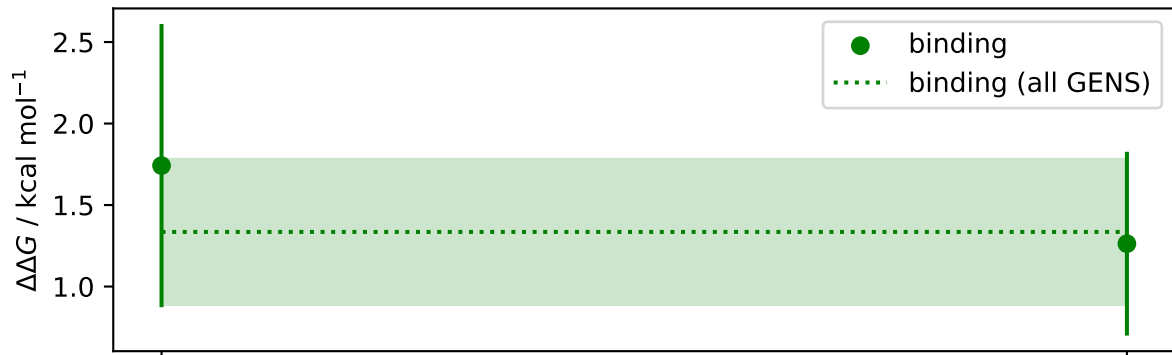 2.5
2.0
1.5
1.0
ΔΔG / kcal mol⁻¹
binding
binding (all GENS)